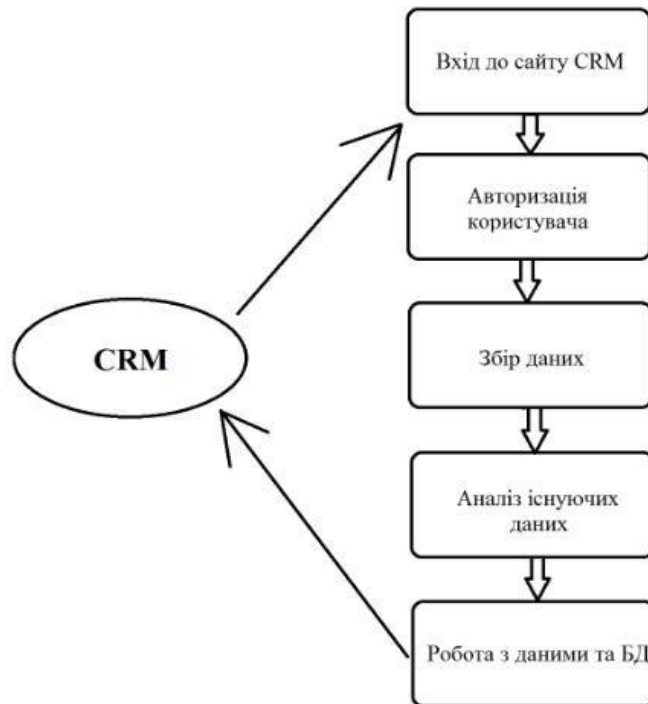 Вхід до сайту CRM
Авторизація
користувача
CRM
Збір даних
Аналіз існуючих
даних
Робота з даними та БД